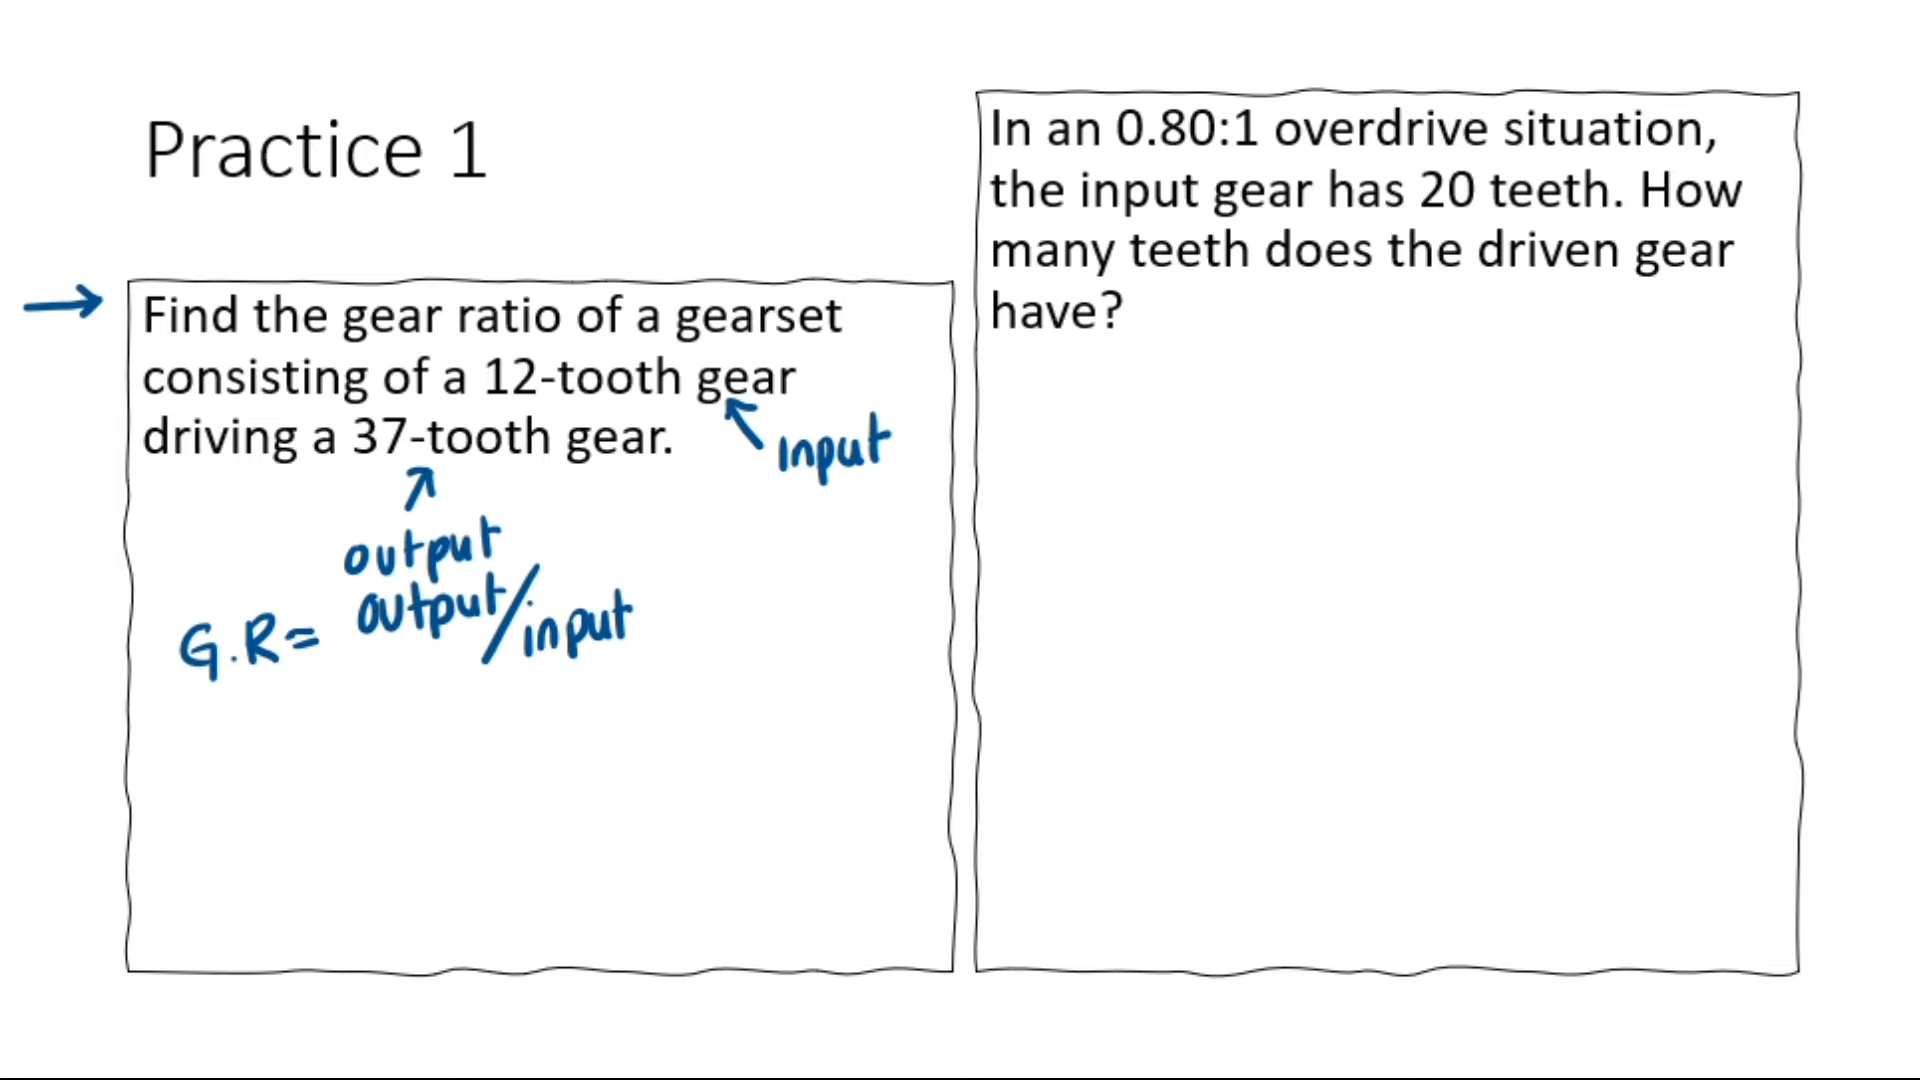 Practice 1
Find the gear ratio of a gearset
consisting of a 12-tooth gear
driving a 37-tooth gear.
input
output
G.R= output/input
In an 0.80:1 overdrive situation,
the input gear has 20 teeth. How
many teeth does the driven gear
have?